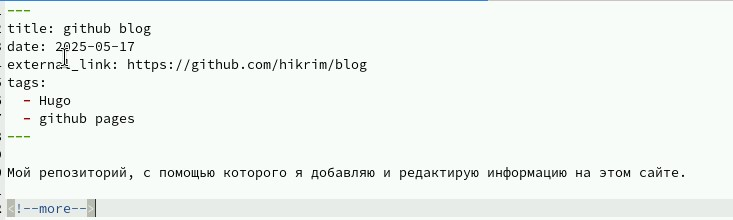 ---
title: github blog
date: 2025-05-17
external_link: https://github.com/hikrim/blog
tags:
  - Hugo
  - github pages
---
Мой репозиторий, с помощью которого я добавляю и редактирую информацию на этом сайте.
<!--more-->